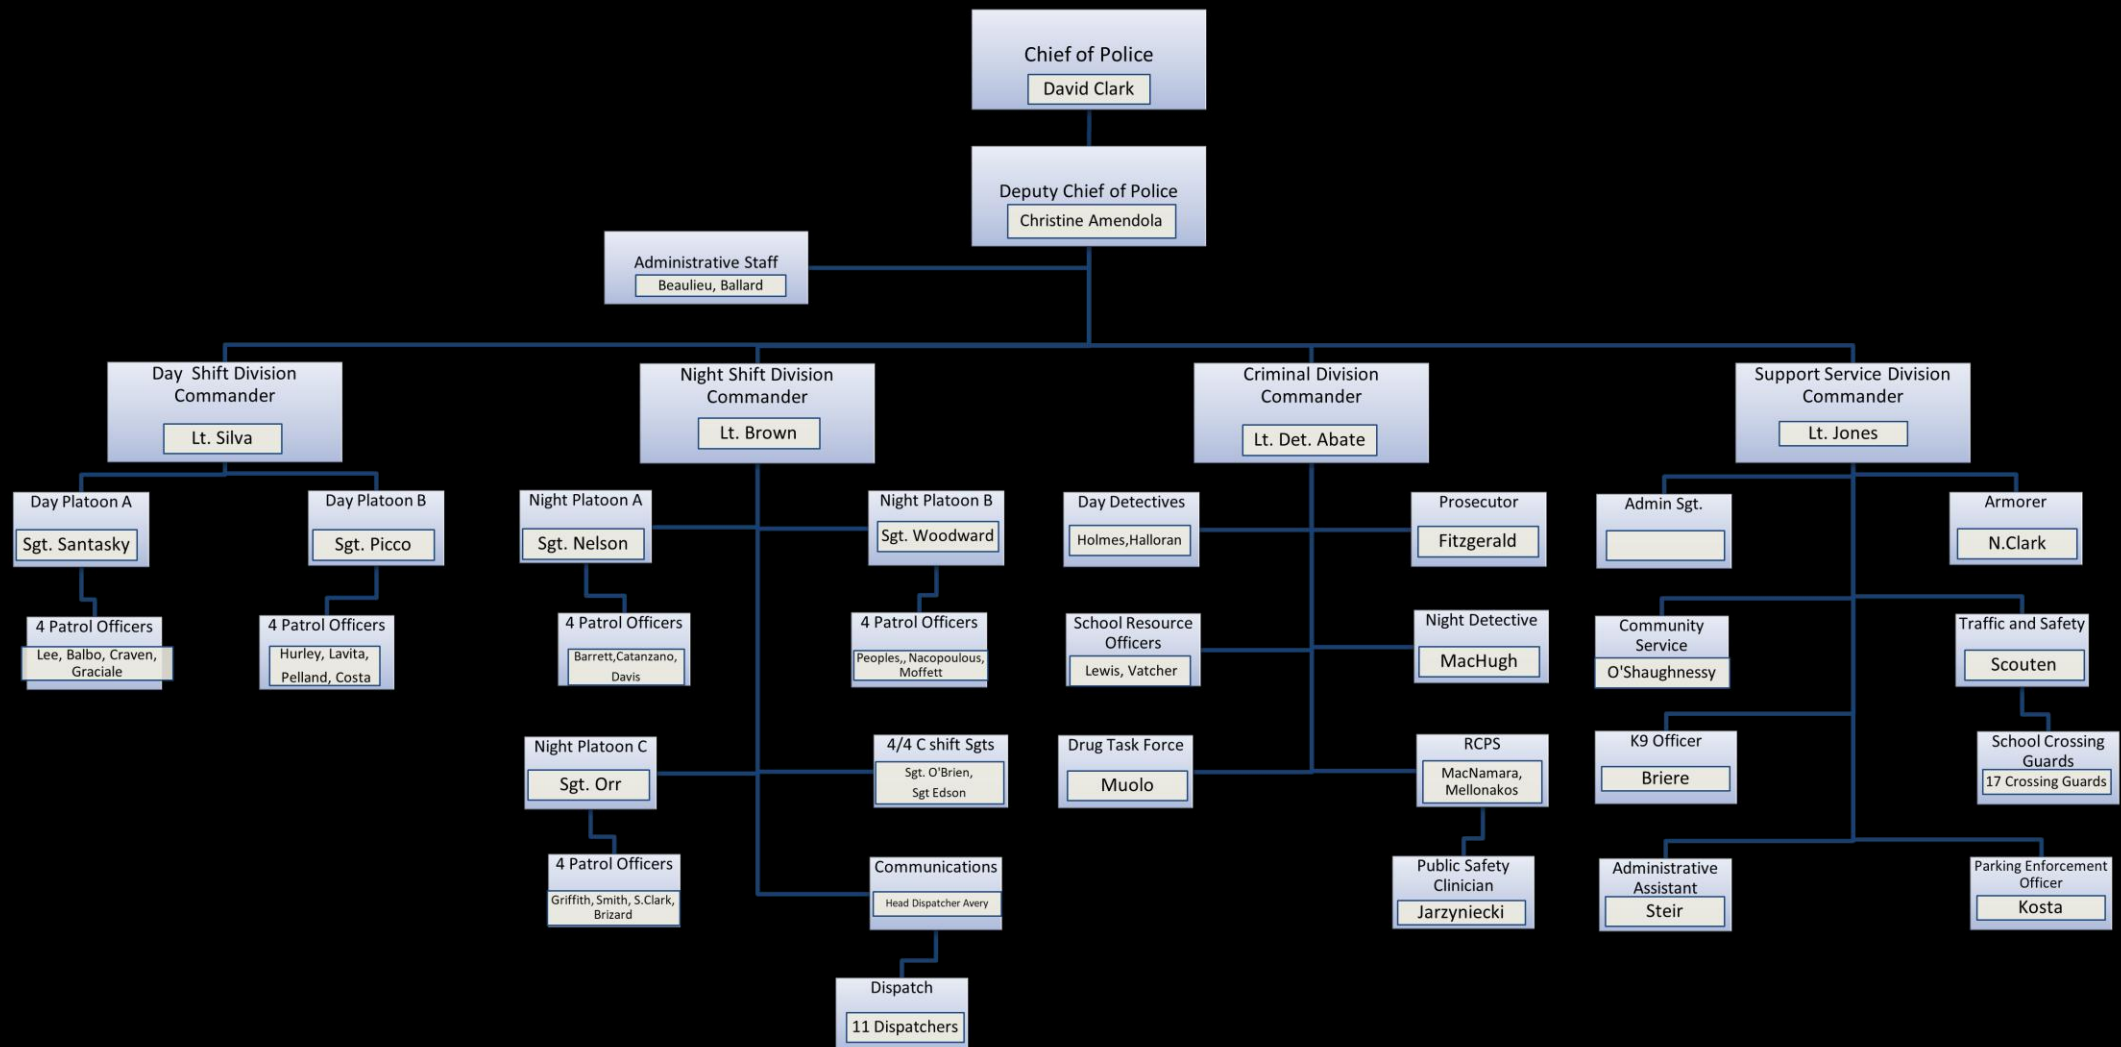 Chief of Police
David Clark
Deputy Chief of Police
Christine Amendola
Administrative Staff
Beaulieu, Ballard
Day Shift Division
Commander
Lt. Silva
Night Shift Division
Commander
Lt. Brown
Criminal Division
Commander
Lt. Det. Abate
Support Service Division
Commander
Lt. Jones
Day Platoon A
Sgt. Santasky
Day Platoon B
Sgt. Picco
4 Patrol Officers
Lee, Balbo, Craven,
Graciale
4 Patrol Officers
Hurley, Lavita,
Pelland, Costa
Night Platoon A
Sgt. Nelson
Night Platoon B
Sgt. Woodward
4 Patrol Officers
Barrett,Catanzano,
Davis
4 Patrol Officers
Peoples,, Nacopoulous,
Moffett
Night Platoon C
Sgt. Orr
4/4 C shift Sgts
Sgt. O'Brien,
Sgt Edson
4 Patrol Officers
Griffith, Smith, S.Clark,
Brizard
Communications
Head Dispatcher Avery
Dispatch
11 Dispatchers
Day Detectives
Holmes,Halloran
Prosecutor
Fitzgerald
School Resource
Officers
Lewis, Vatcher
Night Detective
MacHugh
Drug Task Force
Muolo
RCPS
MacNamara,
Mellonakos
Public Safety
Clinician
Jarzyniecki
Admin Sgt.
Armorer
N.Clark
Community
Service
O'Shaughnessy
Traffic and Safety
Scouten
K9 Officer
Briere
School Crossing
Guards
17 Crossing Guards
Administrative
Assistant
Steir
Parking Enforcement
Officer
Kosta